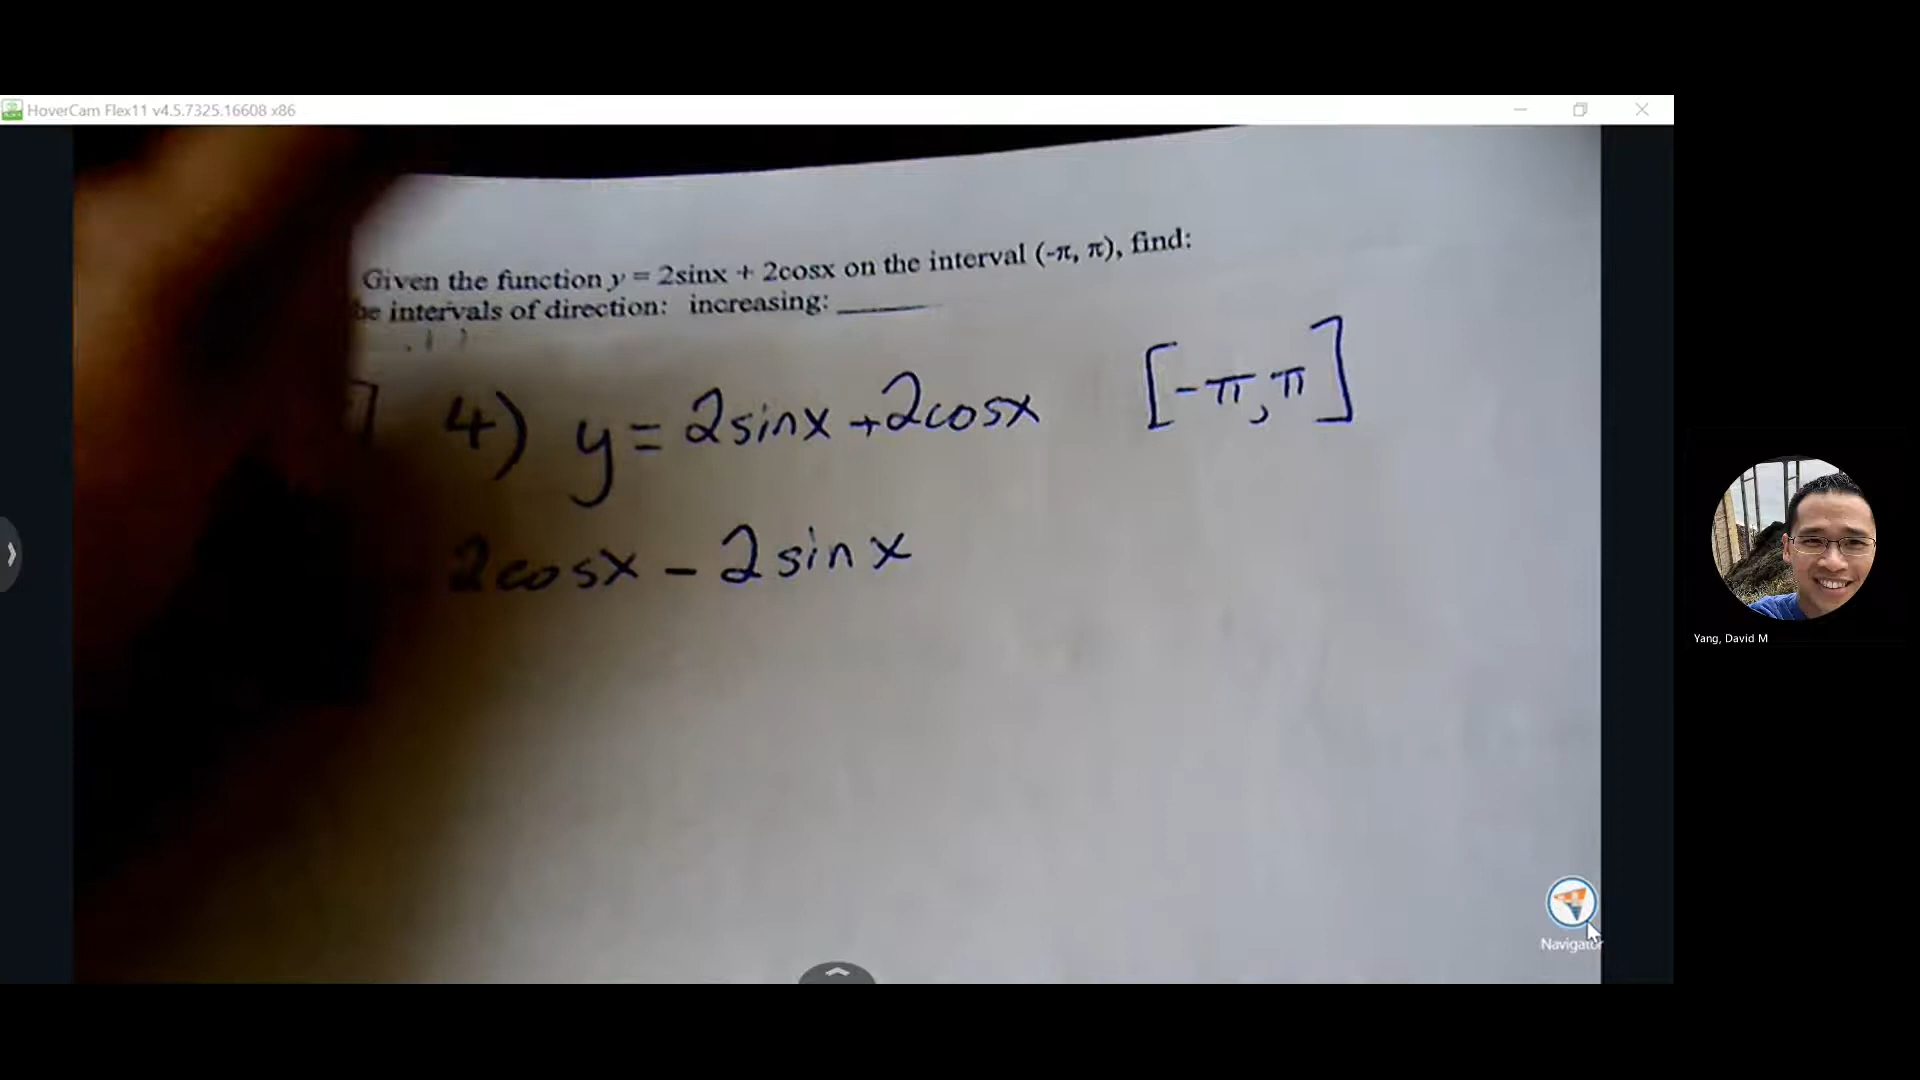 HoverCam Flex11 v4.5.7325.16608 x86
Given the function y = 2sinx + 2cosx on the interval (-π, π), find:
intervals of direction: increasing: ______
4) y = 2sinx + 2cosx [-π, π]
2cosx - 2sinx
Yang, David M
Navigator